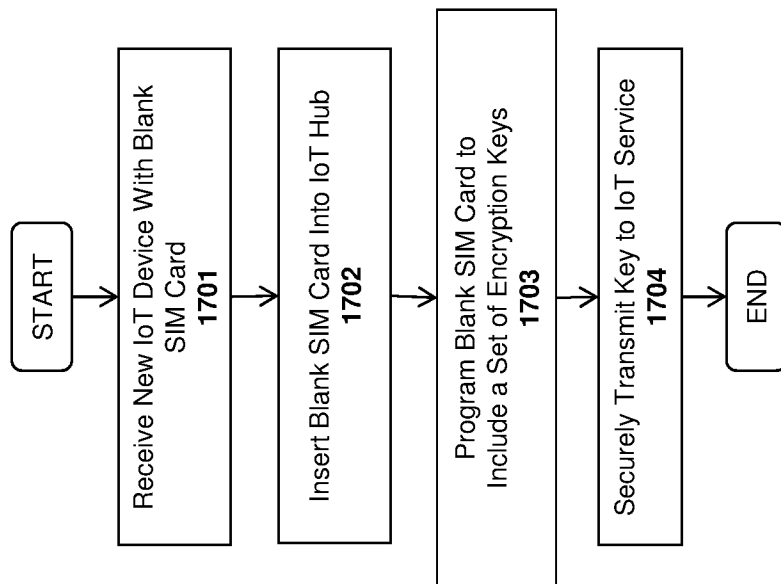 START
Receive New IoT Device With Blank
SIM Card
1701
Insert Blank SIM Card Into IoT Hub
1702
Program Blank SIM Card to
Include a Set of Encryption Keys
1703
Securely Transmit Key to IoT Service
1704
END